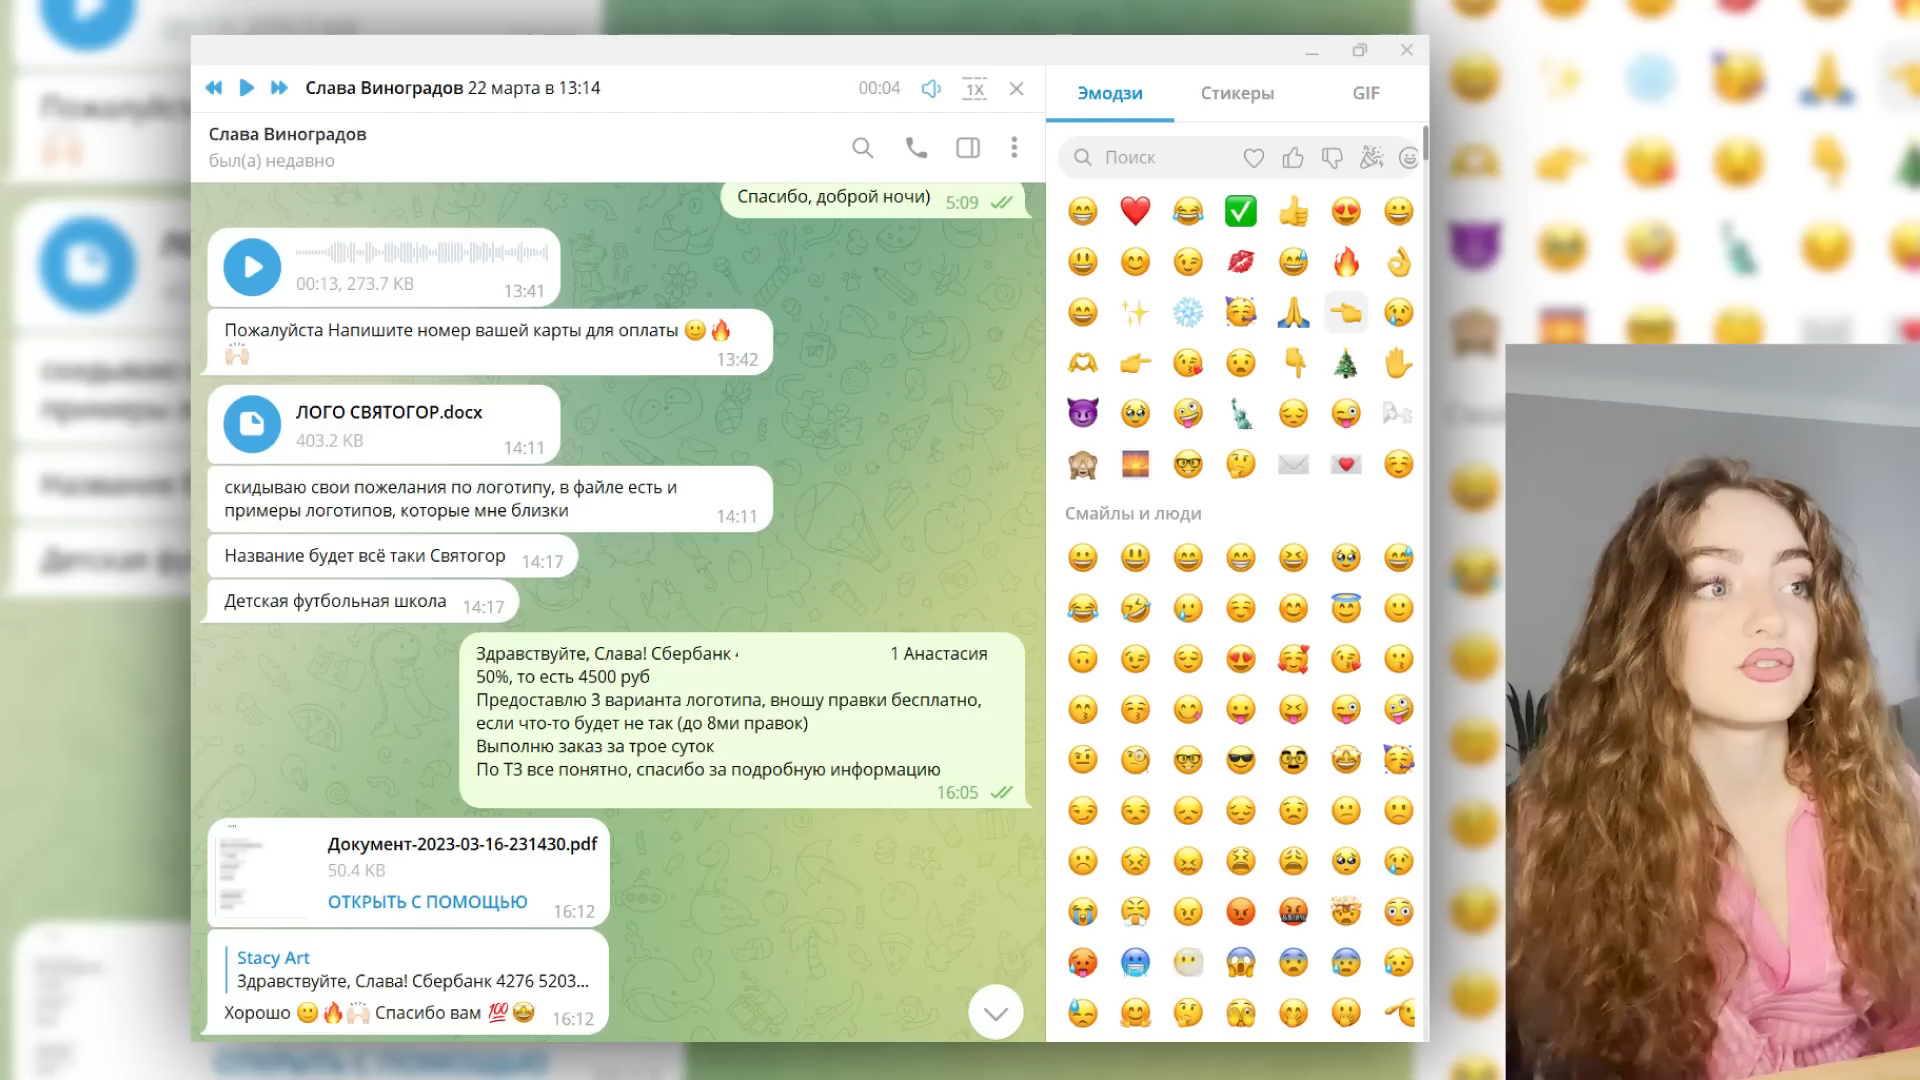 Слава Виноградов 22 марта в 13:14
00:04
1X
Слава Виноградов
был(а) недавно
Спасибо, доброй ночи) 5:09
00:13, 273.7 KB
13:41
Пожалуйста Напишите номер вашей карты для оплаты 🙂🔥
🙌🏻
13:42
ЛОГО СВЯТОГОР.docx
403.2 KB
14:11
скидываю свои пожелания по логотипу, в файле есть и
примеры логотипов, которые мне близки
14:11
Название будет всё таки Святогор 14:17
Детская футбольная школа 14:17
Здравствуйте, Слава! Сбербанк 1 Анастасия
50%, то есть 4500 руб
Предоставлю 3 варианта логотипа, вношу правки бесплатно,
если что-то будет не так (до 8ми правок)
Выполню заказ за трое суток
По ТЗ все понятно, спасибо за подробную информацию
16:05
Документ-2023-03-16-231430.pdf
50.4 KB
ОТКРЫТЬ С ПОМОЩЬЮ
16:12
Stacy Art
Здравствуйте, Слава! Сбербанк 4276 5203...
Хорошо 🙂🔥🙌🏻 Спасибо вам 💯🤩 16:12
Эмодзи
Стикеры
GIF
Поиск
Смайлы и люди